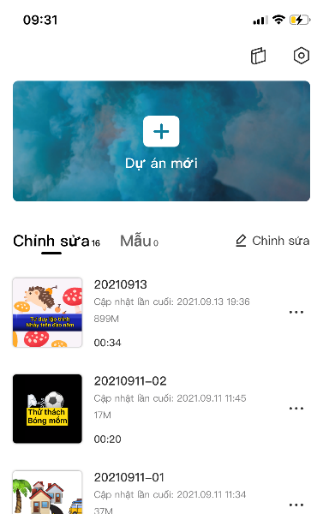 09:31
Dự án mới
Chỉnh sửa 16 Mẫu 0 Chỉnh sửa
20210913
Cập nhật lần cuối: 2021.09.13 19:36
899M
00:34
20210911-02
Cập nhật lần cuối: 2021.09.11 11:45
17M
Thử thách
Bóng mồm
00:20
20210911-01
Cập nhật lần cuối: 2021.09.11 11:34
37M